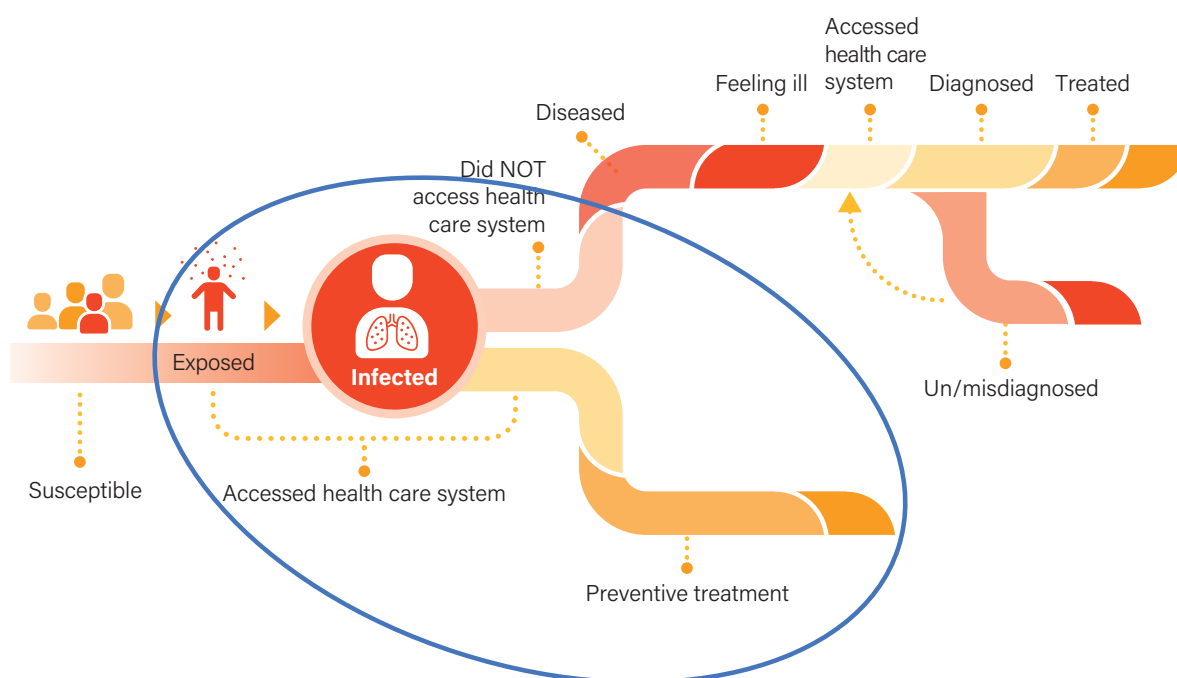 Accessed
health care
system
Feeling ill
Diagnosed
Treated
Diseased
Did NOT
access health
care system
Exposed
Infected
Un/misdiagnosed
Susceptible
Accessed health care system
Preventive treatment